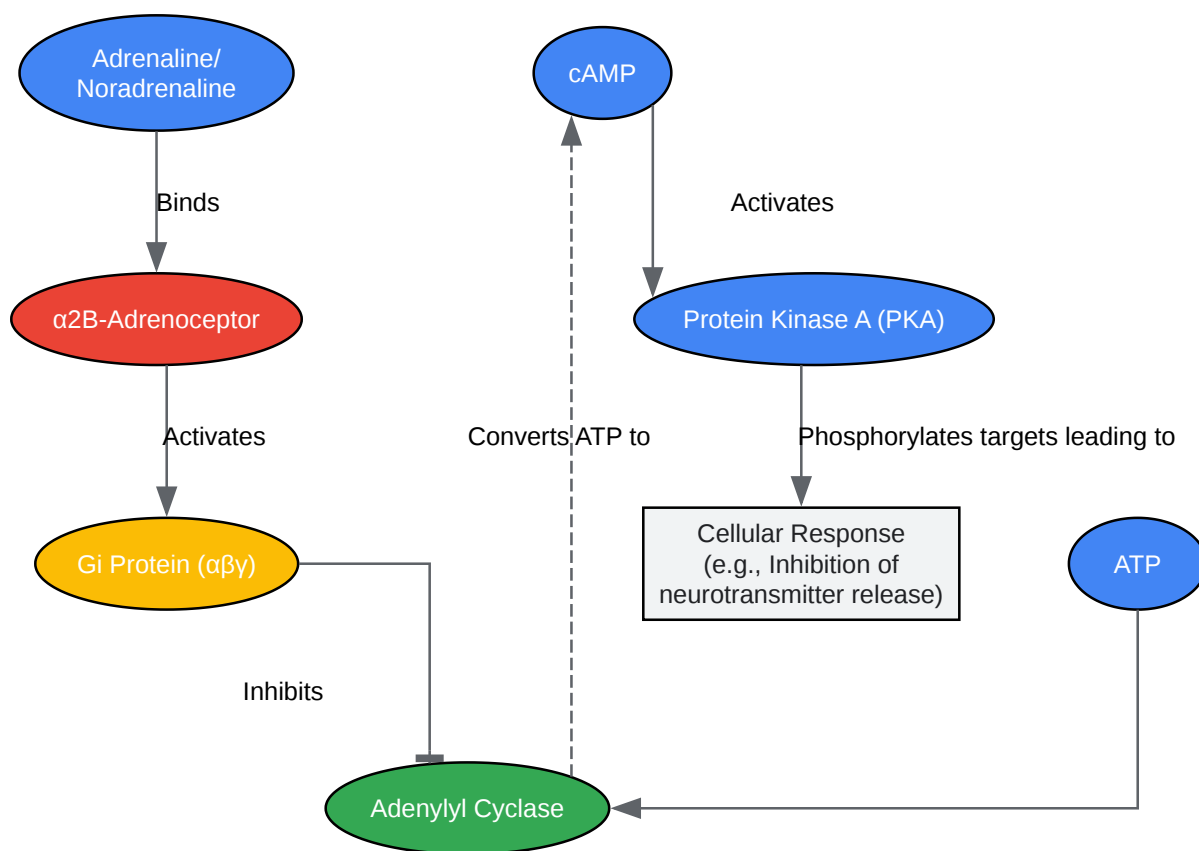 Adrenaline/
Noradrenaline
cAMP
Binds
Activates
α2B-Adrenoceptor
Protein Kinase A (PKA)
Activates
Converts ATP to
Phosphorylates targets leading to
Gi Protein (αβγ)
Cellular Response
(e.g., Inhibition of
neurotransmitter release)
ATP
Inhibits
Adenylyl Cyclase